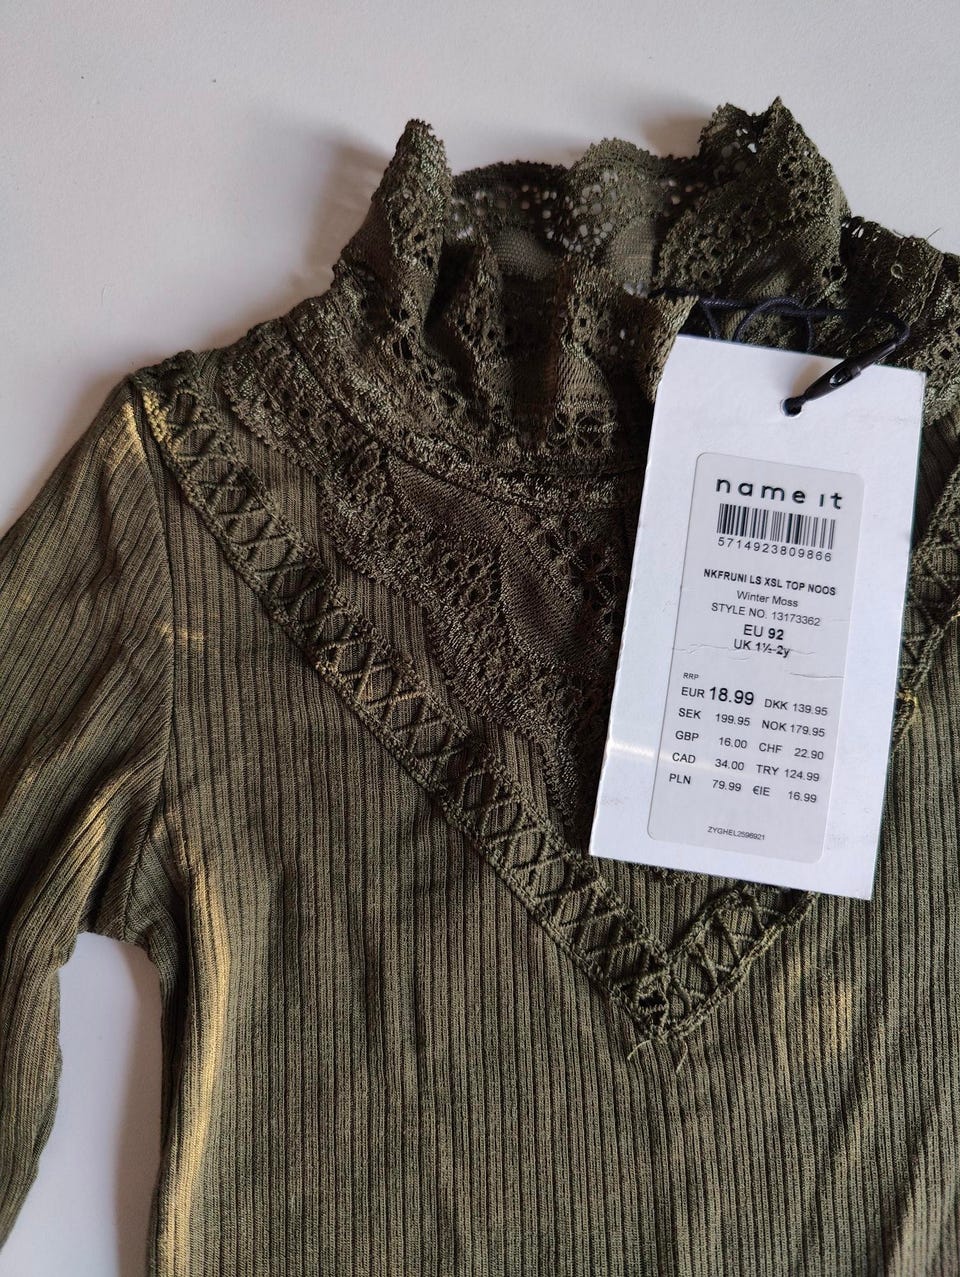 name it
5714923809866
NKFRUNI LS XSL TOP NOOS
Winter Moss
STYLE NO. 13173362
EU 92
UK 1½-2y
RRP
EUR 18.99 DKK 139.95
SEK 199.95 NOK 179.95
GBP 16.00 CHF 22.90
CAD 34.00 TRY 124.99
PLN 79.99 €IE 16.99
ZYGHEL2596921